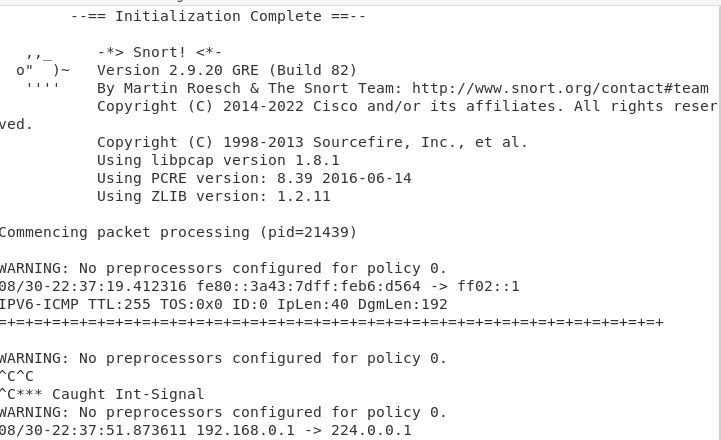 --== Initialization Complete ==--
,,_ -*> Snort! <*-
o" )~ Version 2.9.20 GRE (Build 82)
'''' By Martin Roesch & The Snort Team: http://www.snort.org/contact#team
Copyright (C) 2014-2022 Cisco and/or its affiliates. All rights reser
ved.
Copyright (C) 1998-2013 Sourcefire, Inc., et al.
Using libpcap version 1.8.1
Using PCRE version: 8.39 2016-06-14
Using ZLIB version: 1.2.11
Commencing packet processing (pid=21439)
WARNING: No preprocessors configured for policy 0.
08/30-22:37:19.412316 fe80::3a43:7dff:feb6:d564 -> ff02::1
IPV6-ICMP TTL:255 TOS:0x0 ID:0 IpLen:40 DgmLen:192
=+=+=+=+=+=+=+=+=+=+=+=+=+=+=+=+=+=+=+=+=+=+=+=+=+=+=+=+=+=+=+=+=+=+=+=+=+
WARNING: No preprocessors configured for policy 0.
^C^C
^C*** Caught Int-Signal
WARNING: No preprocessors configured for policy 0.
08/30-22:37:51.873611 192.168.0.1 -> 224.0.0.1